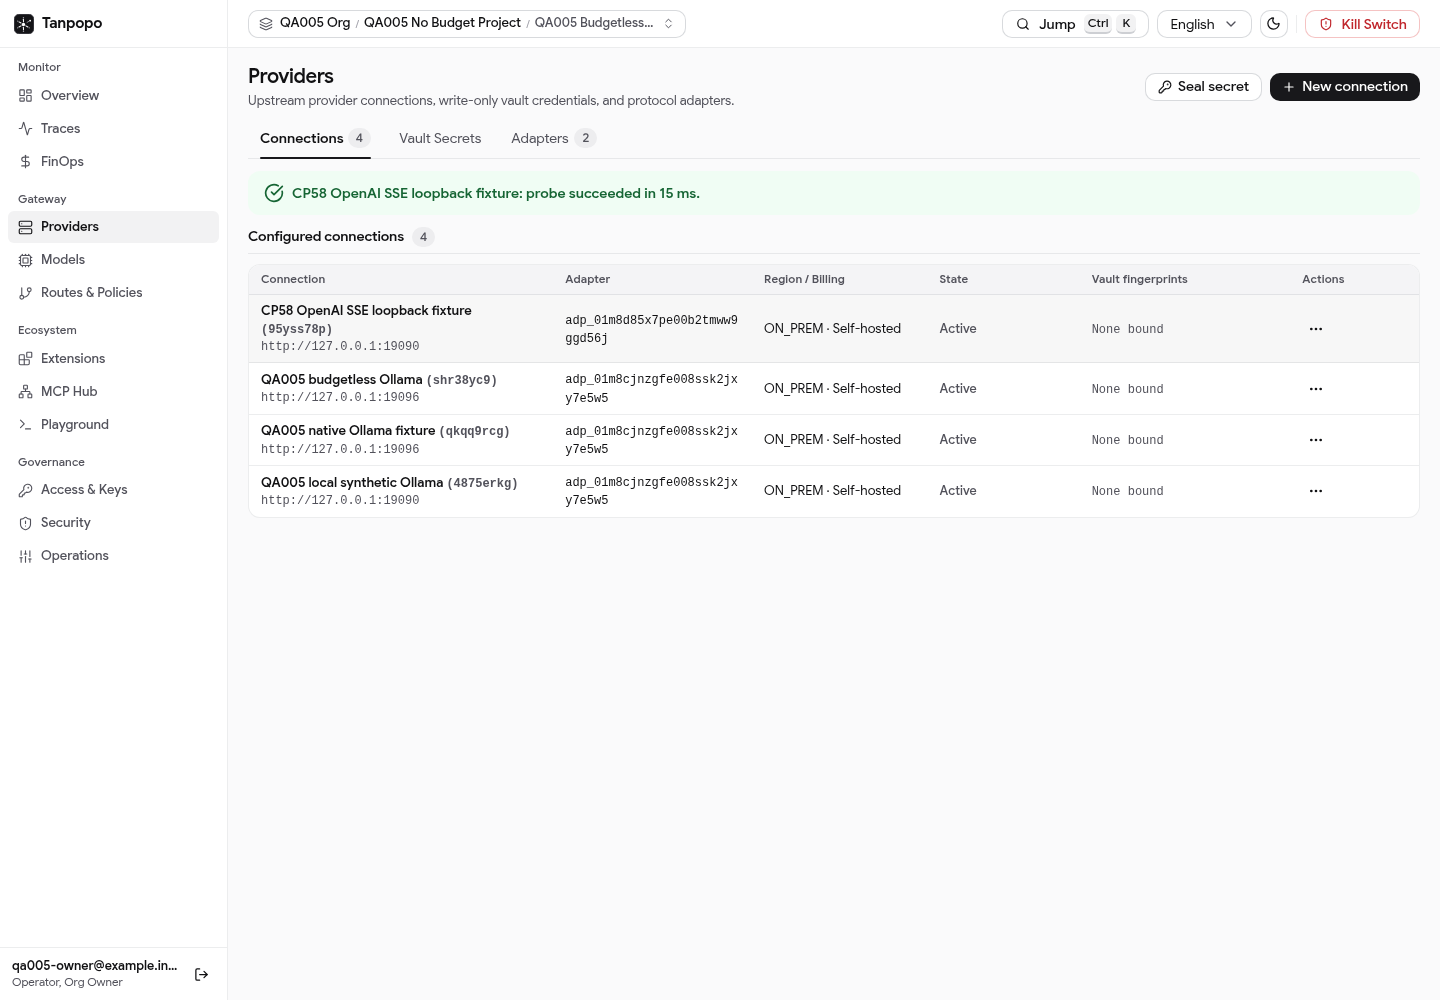 Tanpopo
QA005 Org / QA005 No Budget Project / QA005 Budgetless...
Jump Ctrl K
English
Kill Switch
Monitor
Overview
Traces
FinOps
Gateway
Providers
Models
Routes & Policies
Ecosystem
Extensions
MCP Hub
Playground
Governance
Access & Keys
Security
Operations
qa005-owner@example.in...
Operator, Org Owner
Providers
Upstream provider connections, write-only vault credentials, and protocol adapters.
Seal secret
New connection
Connections 4
Vault Secrets
Adapters 2
CP58 OpenAI SSE loopback fixture: probe succeeded in 15 ms.
Configured connections 4
Connection Adapter Region / Billing State Vault fingerprints Actions
CP58 OpenAI SSE loopback fixture
(95yss78p)
http://127.0.0.1:19090
adp_01m8d85x7pe00b2tmww9
ggd56j
ON_PREM · Self-hosted
Active
None bound
QA005 budgetless Ollama (shr38yc9)
http://127.0.0.1:19096
adp_01m8cjnzgfe008ssk2jx
y7e5w5
ON_PREM · Self-hosted
Active
None bound
QA005 native Ollama fixture (qkqq9rcg)
http://127.0.0.1:19096
adp_01m8cjnzgfe008ssk2jx
y7e5w5
ON_PREM · Self-hosted
Active
None bound
QA005 local synthetic Ollama (4875erkg)
http://127.0.0.1:19090
adp_01m8cjnzgfe008ssk2jx
y7e5w5
ON_PREM · Self-hosted
Active
None bound